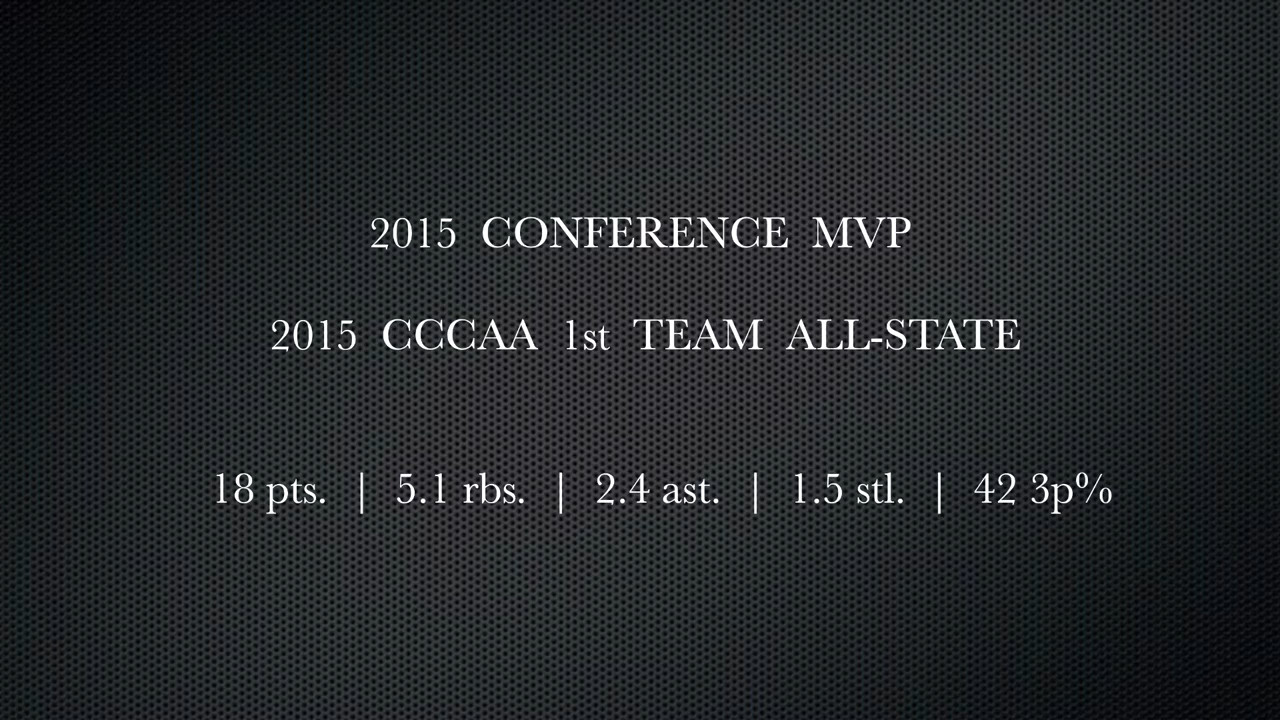 2015 CONFERENCE MVP
2015 CCCAA 1st TEAM ALL-STATE
18 pts. | 5.1 rbs. | 2.4 ast. | 1.5 stl. | 42 3p%